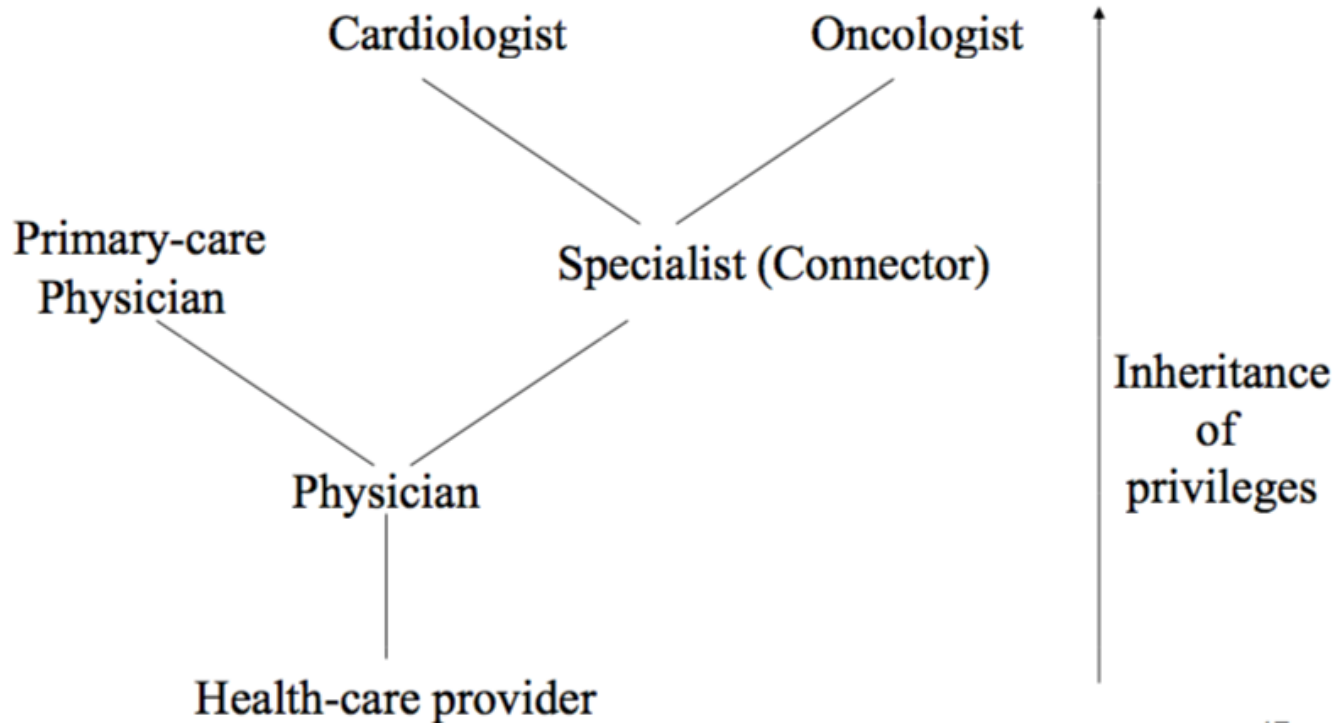 Cardiologist
Oncologist
Primary-care
Physician
Specialist (Connector)
Inheritance
of
privileges
Physician
Health-care provider